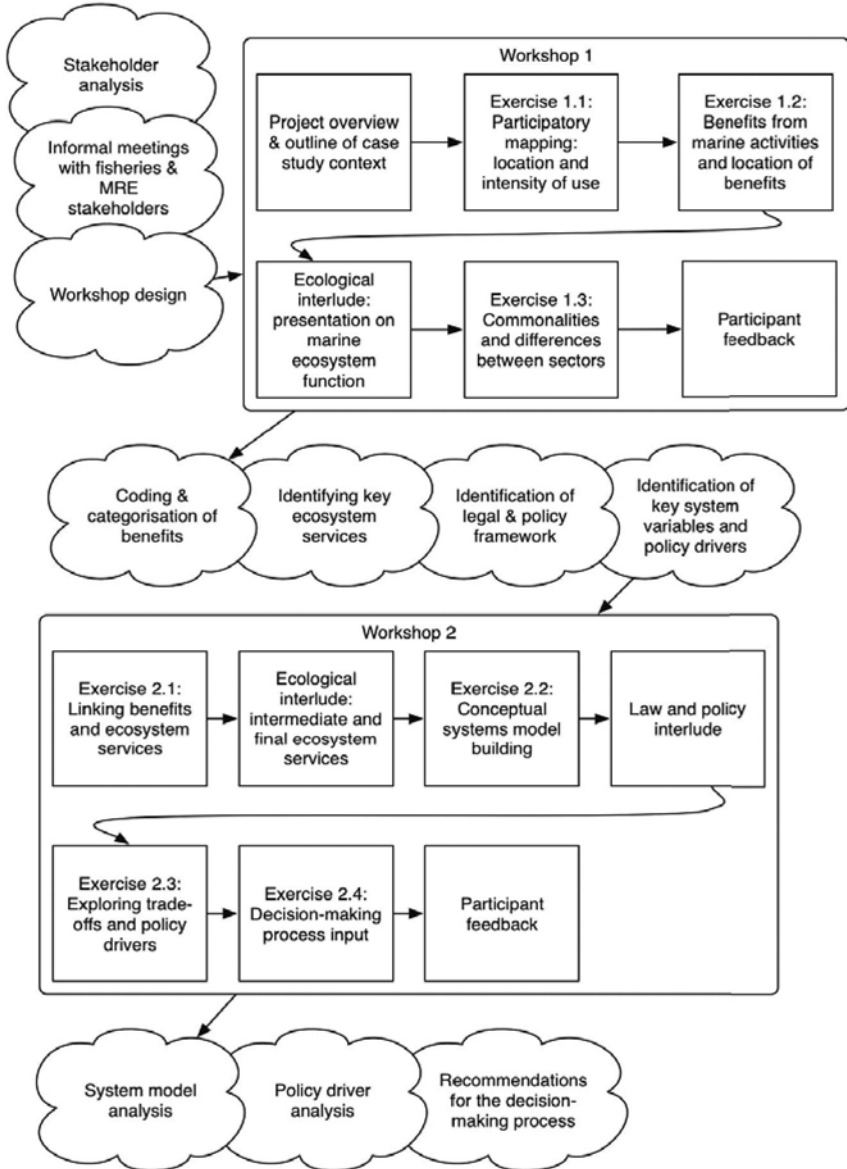 Stakeholder
analysis
Informal meetings
with fisheries &
MRE
stakeholders
Workshop design
Workshop 1
Project overview
& outline of case
study context
Exercise 1.1:
Participatory
mapping:
location and
intensity of use
Exercise 1.2:
Benefits from
marine activities
and location of
benefits
Ecological
interlude:
presentation on
marine
ecosystem
function
Exercise 1.3:
Commonalities
and differences
between sectors
Participant
feedback
Coding &
categorisation of
benefits
Identifying key
ecosystem
services
Identification of
legal & policy
framework
Identification of
key system
variables and
policy drivers
Workshop 2
Exercise 2.1:
Linking benefits
and ecosystem
services
Ecological
interlude:
intermediate and
final ecosystem
services
Exercise 2.2:
Conceptual
systems model
building
Law and policy
interlude
Exercise 2.3:
Exploring trade-
offs and policy
drivers
Exercise 2.4:
Decision-making
process input
Participant
feedback
System model
analysis
Policy driver
analysis
Recommendations
for the decision-
making process